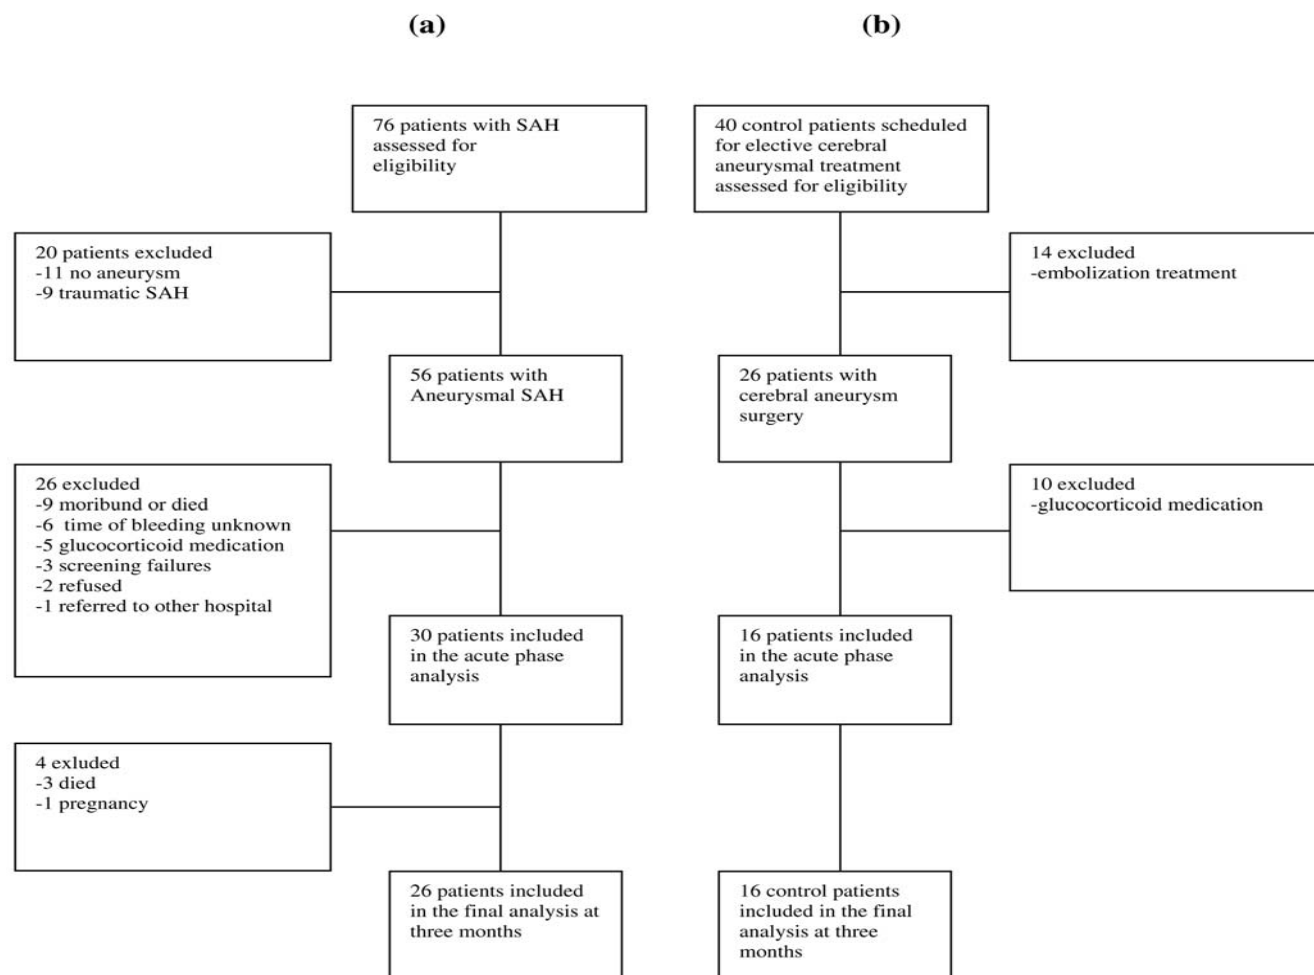 (a)
76 patients with SAH
assessed for
eligibility
20 patients excluded
-11 no aneurysm
-9 traumatic SAH
56 patients with
Aneurysmal SAH
26 excluded
-9 moribund or died
-6 time of bleeding unknown
-5 glucocorticoid medication
-3 screening failures
-2 refused
-1 referred to other hospital
30 patients included
in the acute phase
analysis
4 exluded
-3 died
-1 pregnancy
26 patients included
in the final analysis at
three months
(b)
40 control patients scheduled
for elective cerebral
aneurysmal treatment
assessed for eligibility
14 excluded
-embolization treatment
26 patients with
cerebral aneurysm
surgery
10 excluded
-glucocorticoid medication
16 patients included
in the acute phase
analysis
16 control patients
included in the final
analysis at three
months